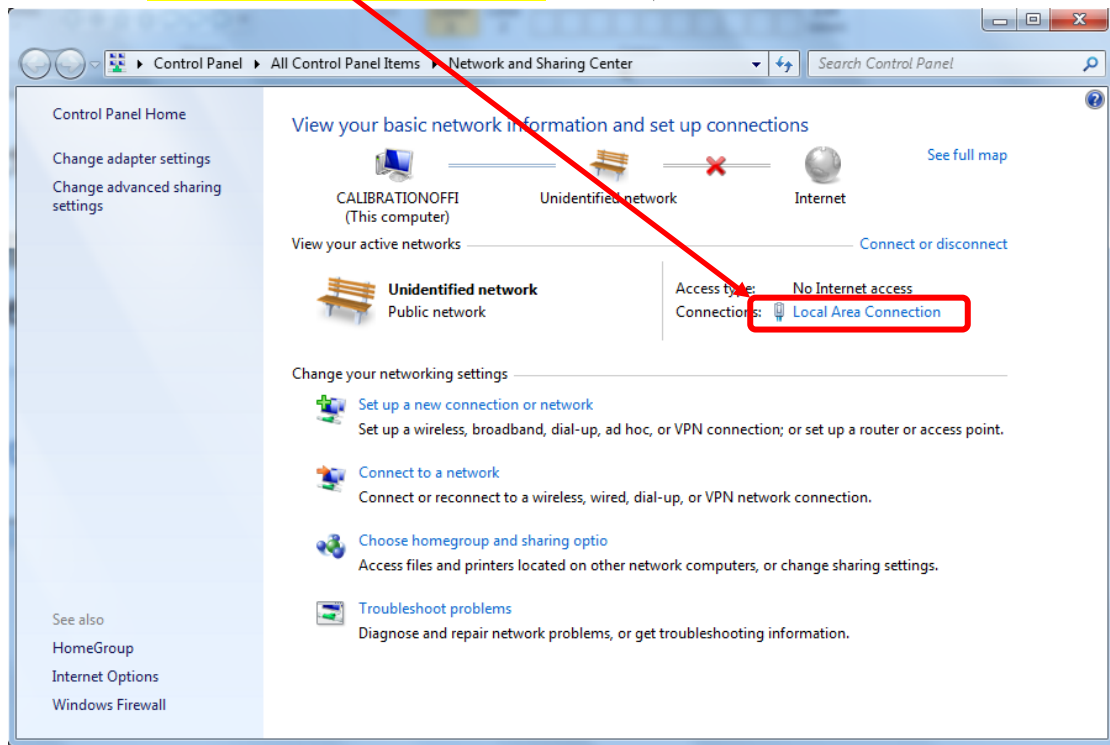 Control Panel ▸ All Control Panel Items ▸ Network and Sharing Center
Search Control Panel
Control Panel Home
Change adapter settings
Change advanced sharing
settings
See also
HomeGroup
Internet Options
Windows Firewall
View your basic network information and set up connections
See full map
CALIBRATIONOFFI
(This computer)
Unidentified network
Internet
View your active networks
Connect or disconnect
Unidentified network
Public network
Access type: No Internet access
Connections: Local Area Connection
Change your networking settings
Set up a new connection or network
Set up a wireless, broadband, dial-up, ad hoc, or VPN connection; or set up a router or access point.
Connect to a network
Connect or reconnect to a wireless, wired, dial-up, or VPN network connection.
Choose homegroup and sharing optio
Access files and printers located on other network computers, or change sharing settings.
Troubleshoot problems
Diagnose and repair network problems, or get troubleshooting information.